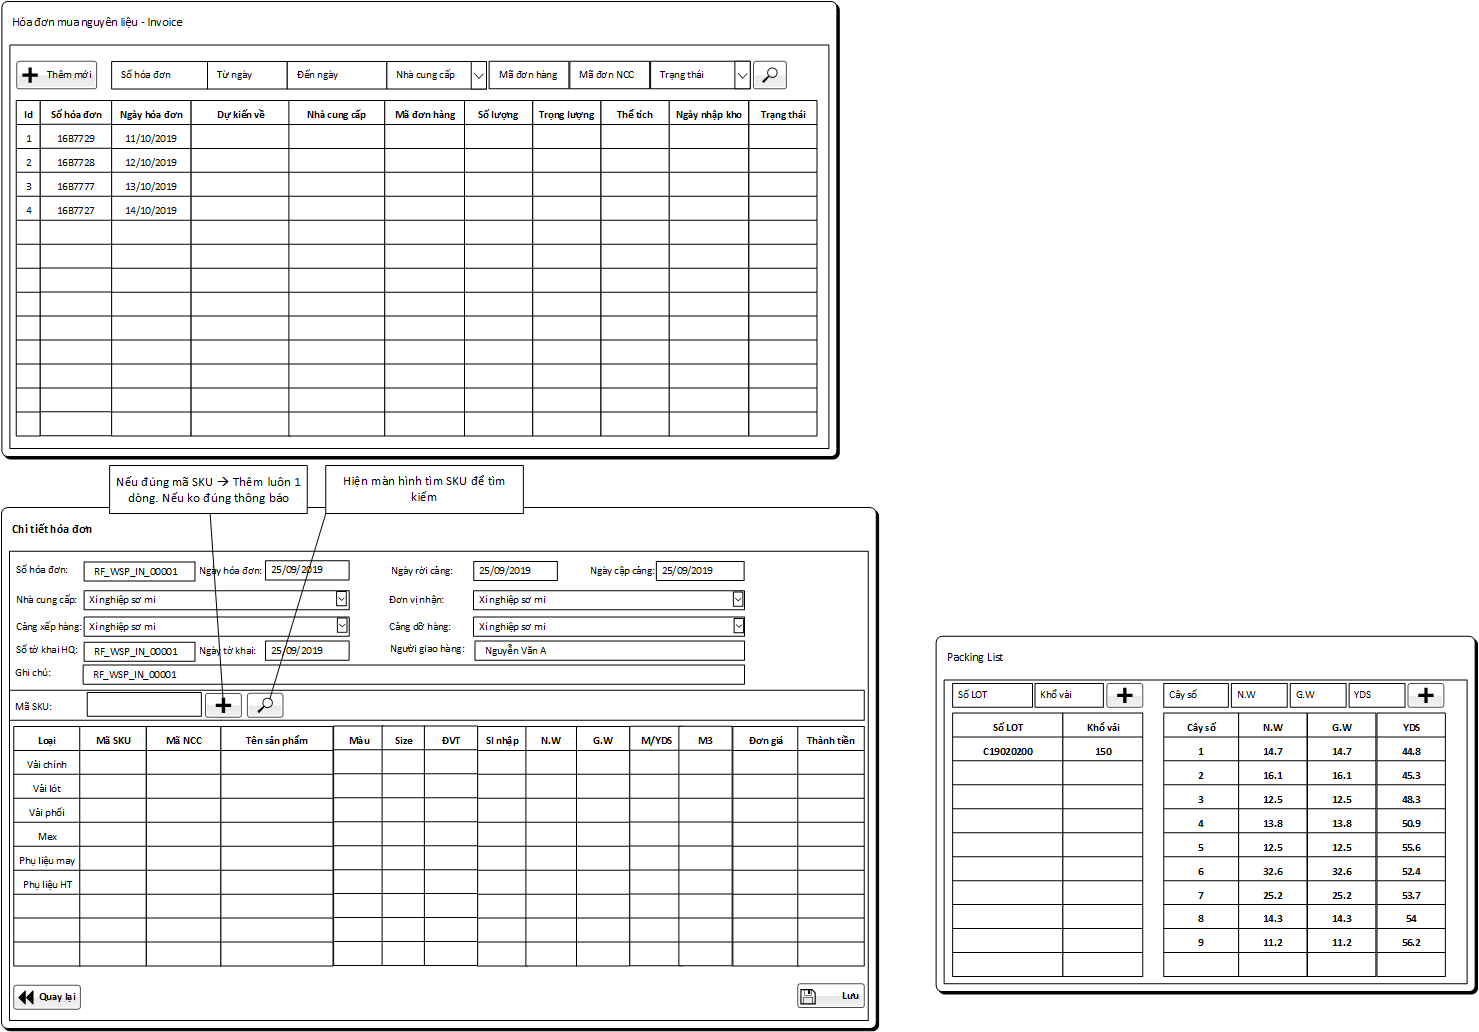 Hóa đơn mua nguyên liệu - Invoice
Thêm mới Số hóa đơn Từ ngày Đến ngày Nhà cung cấp Mã đơn hàng Mã đơn NCC Trạng thái
Id Số hóa đơn Ngày hóa đơn Dự kiến về Nhà cung cấp Mã đơn hàng Số lượng Trọng lượng Thể tích Ngày nhập kho Trạng thái
1 16B7729 11/10/2019
2 16B7728 12/10/2019
3 16B7777 13/10/2019
4 16B7727 14/10/2019
Nếu đúng mã SKU → Thêm luôn 1
dòng. Nếu ko đúng thông báo
Hiện màn hình tìm SKU để tìm
kiếm
Chi tiết hóa đơn
Số hóa đơn: RF_WSP_IN_00001 Ngày hóa đơn: 25/09/2019 Ngày rời cảng: 25/09/2019 Ngày cập cảng: 25/09/2019
Nhà cung cấp: Xí nghiệp sơ mi Đơn vị nhận: Xí nghiệp sơ mi
Cảng xếp hàng: Xí nghiệp sơ mi Cảng dỡ hàng: Xí nghiệp sơ mi
Số tờ khai HQ: RF_WSP_IN_00001 Ngày tờ khai: 25/09/2019 Người giao hàng: Nguyễn Văn A
Ghi chú: RF_WSP_IN_00001
Mã SKU:
Loại Mã SKU Mã NCC Tên sản phẩm Màu Size ĐVT Sl nhập N.W G.W M/YDS M3 Đơn giá Thành tiền
Vải chính
Vải lót
Vải phối
Mex
Phụ liệu may
Phụ liệu HT
Quay lại Lưu
Packing List
Số LOT Khổ vải Cây số N.W G.W YDS
Số LOT Khổ vải Cây số N.W G.W YDS
C19020200 150 1 14.7 14.7 44.8
2 16.1 16.1 45.3
3 12.5 12.5 48.3
4 13.8 13.8 50.9
5 12.5 12.5 55.6
6 32.6 32.6 52.4
7 25.2 25.2 53.7
8 14.3 14.3 54
9 11.2 11.2 56.2